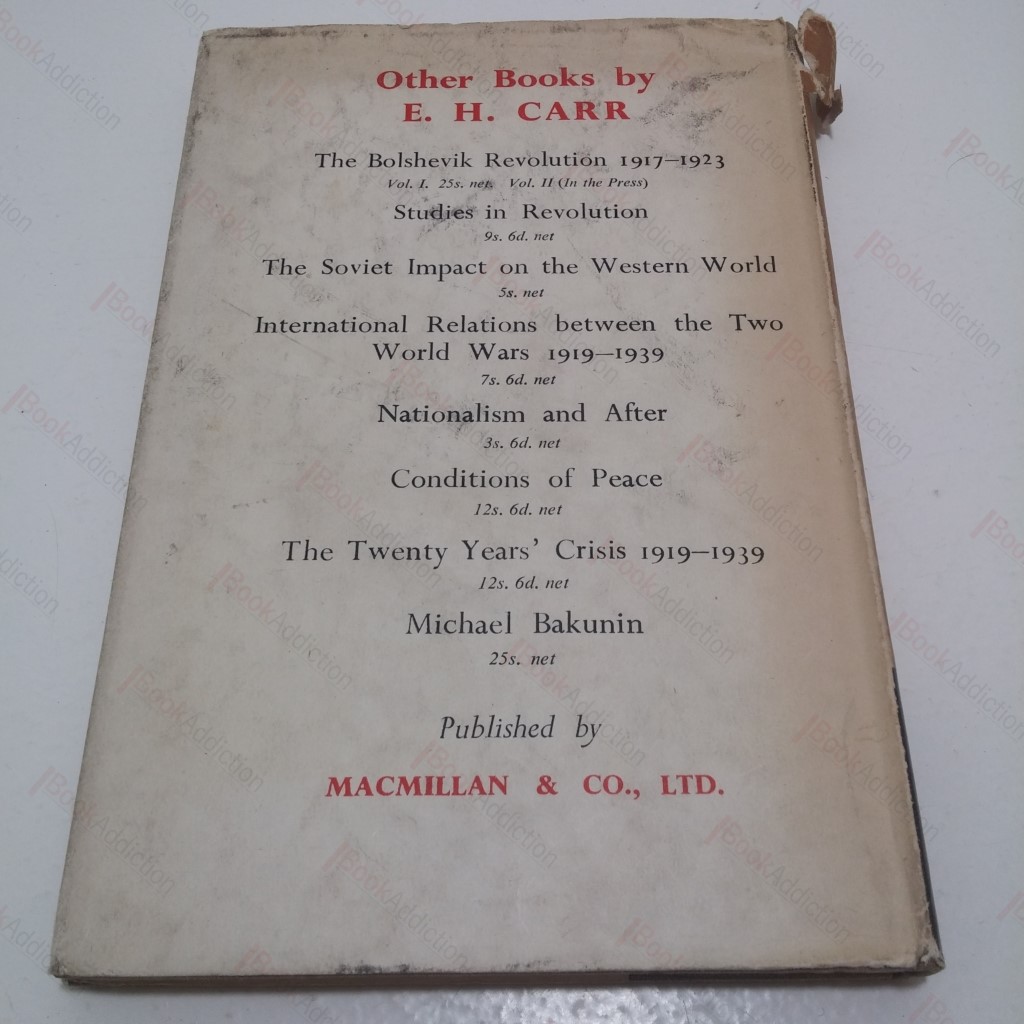 Other Books by
E. H. CARR
The Bolshevik Revolution 1917–1923
Vol. I. 25s. net. Vol. II (In the Press)
Studies in Revolution
9s. 6d. net
The Soviet Impact on the Western World
5s. net
International Relations between the Two
World Wars 1919–1939
7s. 6d. net
Nationalism and After
3s. 6d. net
Conditions of Peace
12s. 6d. net
The Twenty Years' Crisis 1919–1939
12s. 6d. net
Michael Bakunin
25s. net
Published by
MACMILLAN & CO., LTD.
BookAddiction